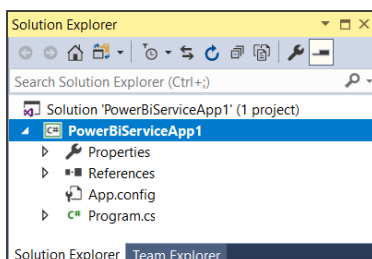 Solution Explorer
Search Solution Explorer (Ctrl+;)
Solution 'PowerBiServiceApp1' (1 project)
C# PowerBiServiceApp1
Properties
References
App.config
C# Program.cs
Solution Explorer Team Explorer